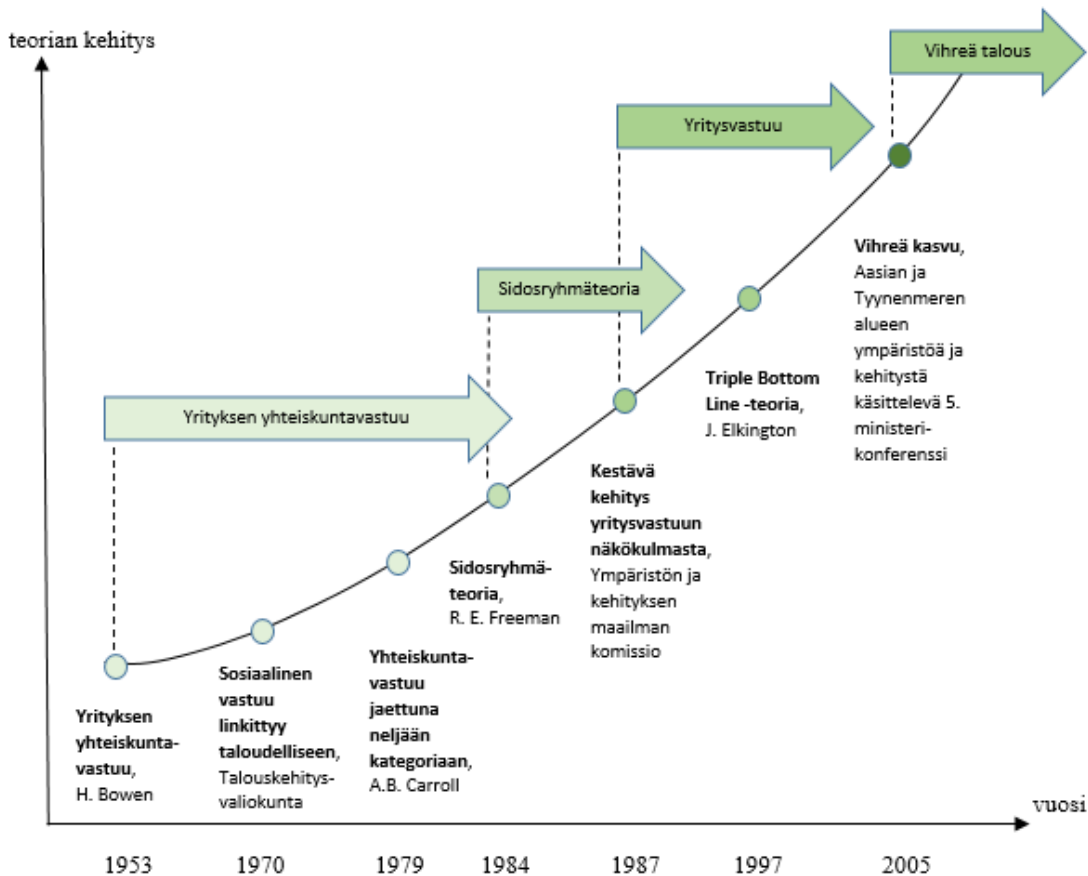 teorian kehitys
Vihreä talous
Yritysvastuu
Sidosryhmäteoria
Yrityksen yhteiskuntavastuu
Yrityksen
yhteiskunta-
vastuu,
H. Bowen
Sosiaalinen
vastuu
linkittyy
taloudelliseen,
Talouskehitys-
valiokunta
Yhteiskunta-
vastuu
jaettuna
neljään
kategoriaan,
A.B. Carroll
Sidosryhmä-
teoria,
R. E. Freeman
Kestävä
kehitys
yritysvastuun
näkökulmasta,
Ympäristön ja
kehityksen
maailman
komissio
Triple Bottom
Line -teoria,
J. Elkington
Vihreä kasvu,
Aasian ja
Tyynenmeren
alueen
ympäristöä ja
kehitystä
käsittelevä 5.
ministeri-
konferenssi
vuosi
1953 1970 1979 1984 1987 1997 2005